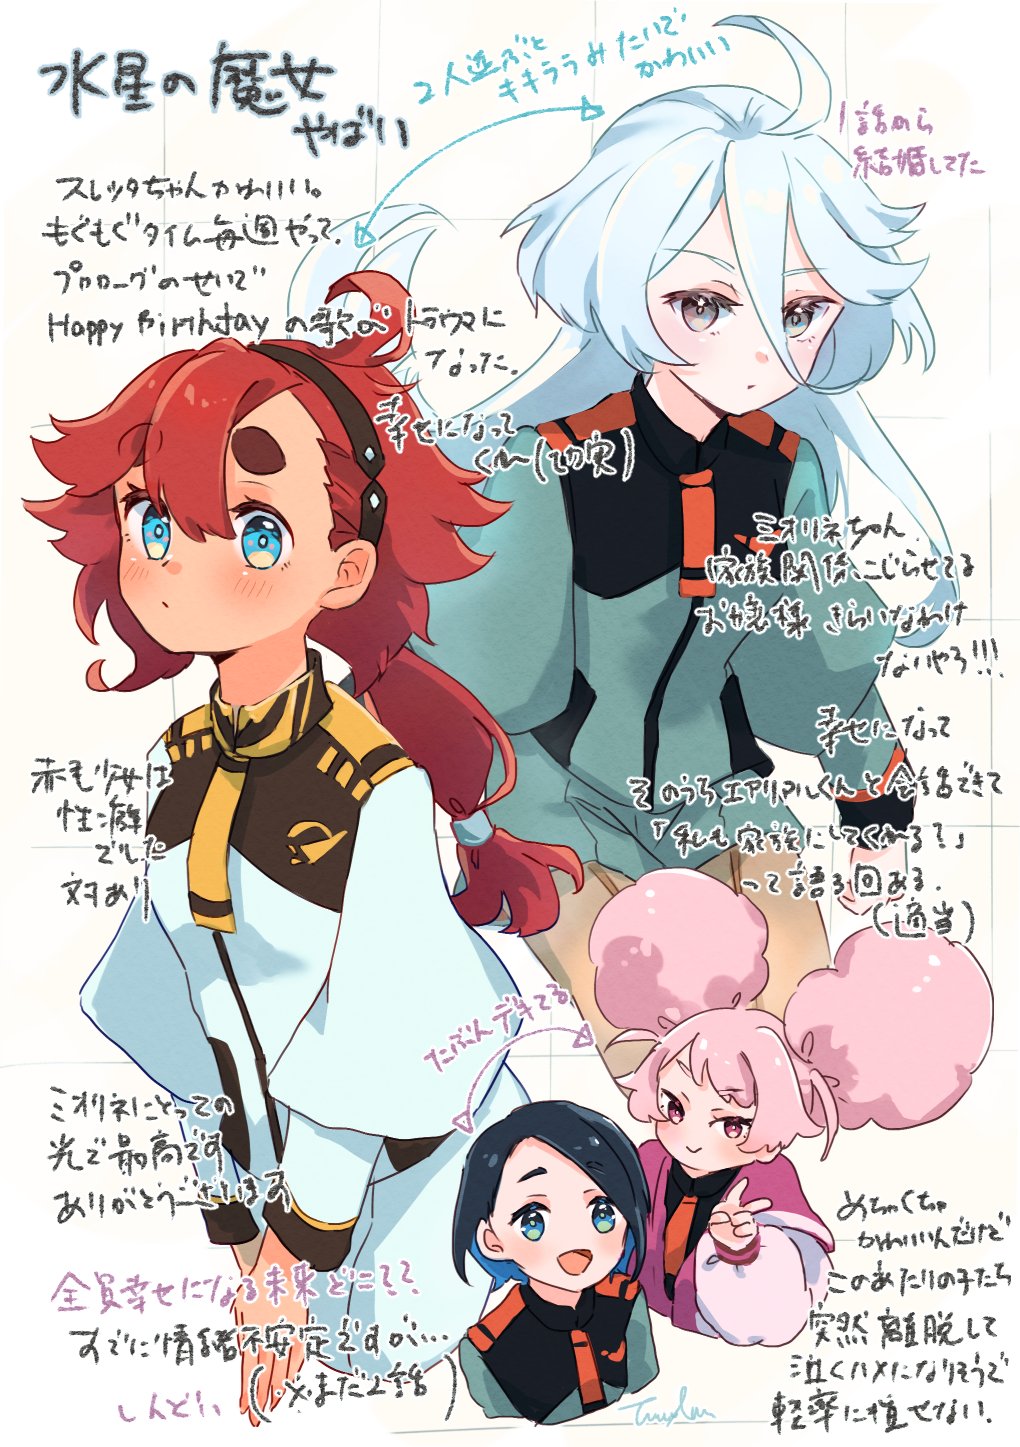 水星の魔女
やばい
2人並ぶと
キキララみたいで
かわいい
1話から
結婚してた
スレッタちゃんかわいい。
もぐもぐタイム毎週やって。
プロローグのせいで
Happy Birthdayの歌がトラウマに
なった。
幸せになって
くれ(切実)
ミオリネちゃん
家族関係こじらせてる
お嬢様きらいなわけ
ないやろ!!!
幸せになって
そのうちエアリアルくんと会話できて
「私も家族にしてくれる?」
って語る回ある。
(適当)
赤毛少女は
性癖
でした
対あり
たぶんデキてる
ミオリネにとっての
光で最高です
ありがとうございます
全員幸せになる未来どこ??
すでに情緒不安定ですが…
(※まだ2話)
しんどい
めちゃくちゃ
かわいいんだけど
このあたりの子たち
突然離脱して
泣くハメになりそうで
軽率に推せない.